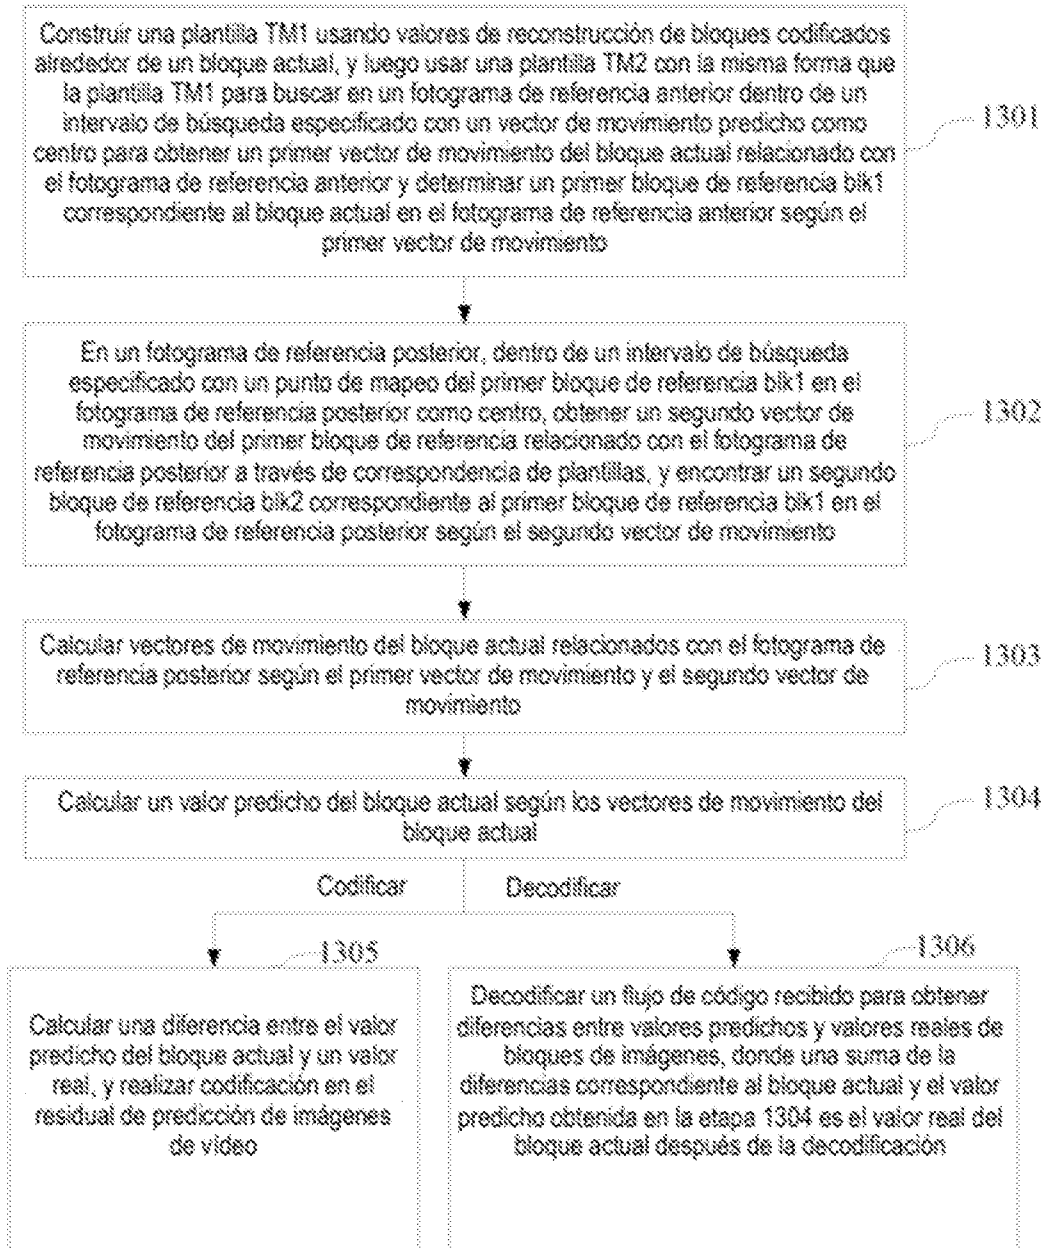 Construir una plantilla TM1 usando valores de reconstrucción de bloques codificados
alrededor de un bloque actual, y luego usar una plantilla TM2 con la misma forma que
la plantilla TM1 para buscar en un fotograma de referencia anterior dentro de un
intervalo de búsqueda especificado con un vector de movimiento predicho como
centro para obtener un primer vector de movimiento del bloque actual relacionado con
el fotograma de referencia anterior y determinar un primer bloque de referencia blk1
correspondiente al bloque actual en el fotograma de referencia anterior según el
primer vector de movimiento
1301
En un fotograma de referencia posterior, dentro de un intervalo de búsqueda
especificado con un punto de mapeo del primer bloque de referencia blk1 en el
fotograma de referencia posterior como centro, obtener un segundo vector de
movimiento del primer bloque de referencia relacionado con el fotograma de
referencia posterior a través de correspondencia de plantillas, y encontrar un segundo
bloque de referencia blk2 correspondiente al primer bloque de referencia blk1 en el
fotograma de referencia posterior según el segundo vector de movimiento
1302
Calcular vectores de movimiento del bloque actual relacionados con el fotograma de
referencia posterior según el primer vector de movimiento y el segundo vector de
movimiento
1303
Calcular un valor predicho del bloque actual según los vectores de movimiento del
bloque actual
1304
Codificar
Decodificar
1305
Calcular una diferencia entre el valor
predicho del bloque actual y un valor
real, y realizar codificación en el
residual de predicción de imágenes
de vídeo
1306
Decodificar un flujo de código recibido para obtener
diferencias entre valores predichos y valores reales de
bloques de imágenes, donde una suma de la
diferencias correspondiente al bloque actual y el valor
predicho obtenida en la etapa 1304 es el valor real del
bloque actual después de la decodificación